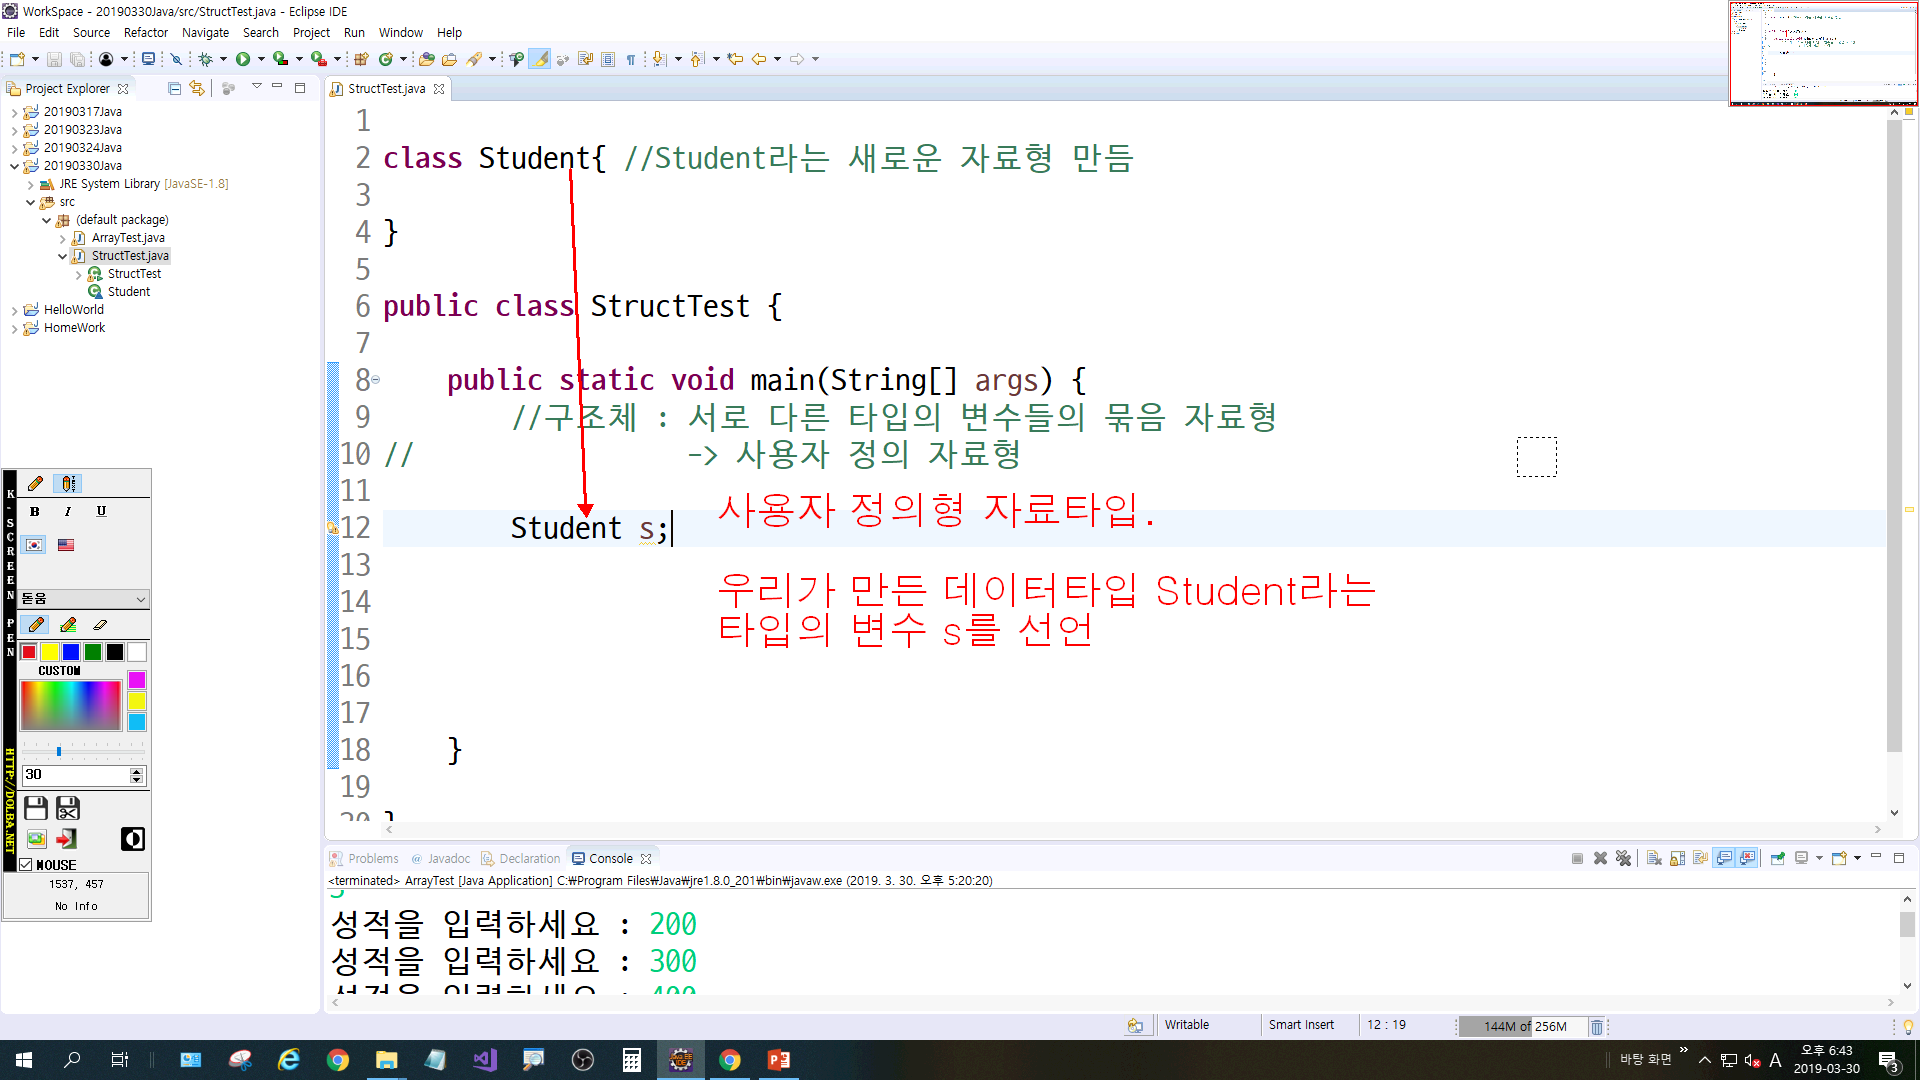 WorkSpace - 20190330Java/src/StructTest.java - Eclipse IDE
File Edit Source Refactor Navigate Search Project Run Window Help
Project Explorer
20190317Java
20190323Java
20190324Java
20190330Java
JRE System Library [JavaSE-1.8]
src
(default package)
ArrayTest.java
StructTest.java
StructTest
Student
HelloWorld
HomeWork
StructTest.java
1
2 class Student{ //Student라는 새로운 자료형 만듬
3
4 }
5
6 public class StructTest {
7
8 public static void main(String[] args) {
9 //구조체 : 서로 다른 타입의 변수들의 묶음 자료형
10 // -> 사용자 정의 자료형
11
사용자 정의형 자료타입.
12 Student s;
13
우리가 만든 데이터타입 Student라는
14
타입의 변수 s를 선언
15
16
17
18 }
19
20 }
K-SCREEN PEN
HTTP://DOLBA.NET
B I U
돋움
CUSTOM
30
MOUSE
1537, 457
No Info
Problems @ Javadoc Declaration Console
<terminated> ArrayTest [Java Application] C:₩Program Files₩Java₩jre1.8.0_201₩bin₩javaw.exe (2019. 3. 30. 오후 5:20:20)
성적을 입력하세요 : 200
성적을 입력하세요 : 300
성적을 입력하세요 : 400
Writable Smart Insert 12 : 19 144M of 256M
바탕 화면 » A 오후 6:43
2019-03-30
3